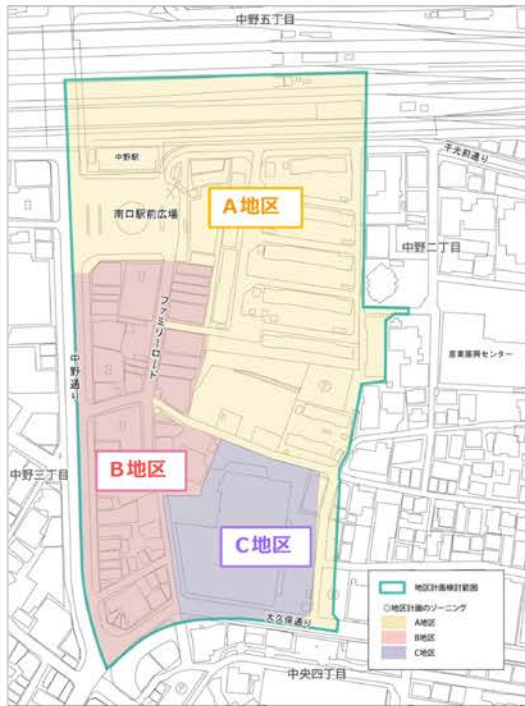 中野五丁目
千光前通り
中野駅
A地区
南口駅前広場
中野二丁目
ファミリーロード
産業振興センター
中野通り
B地区
中野三丁目
C地区
大久保通り
中央四丁目
地区計画検討範囲
○地区計画のゾーニング
A地区
B地区
C地区